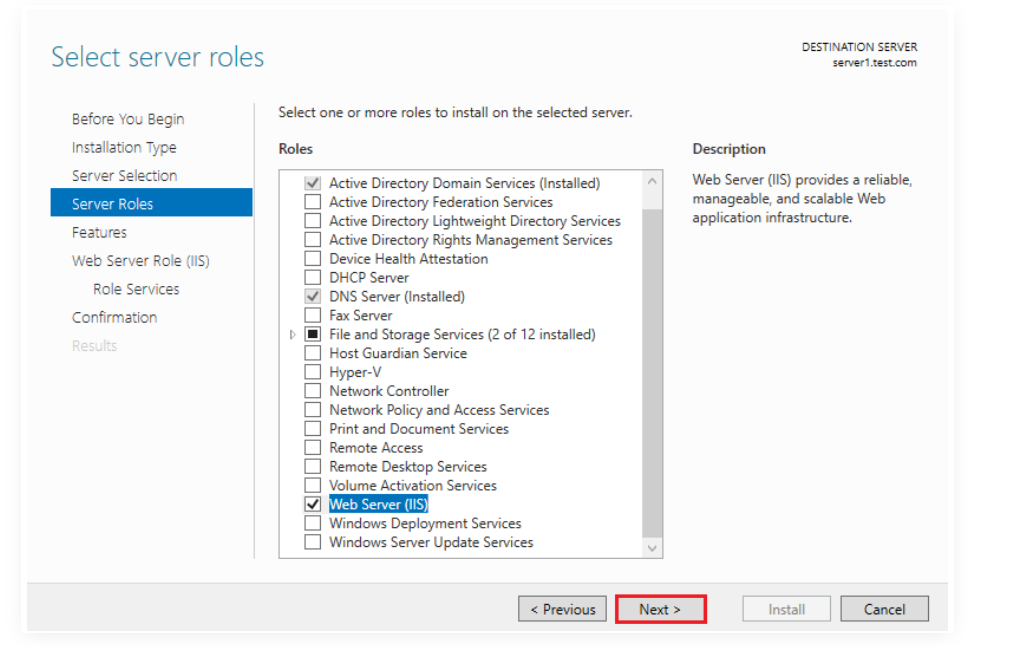 Select server roles
DESTINATION SERVER
server1.test.com
Before You Begin
Installation Type
Server Selection
Server Roles
Features
Web Server Role (IIS)
Role Services
Confirmation
Results
Select one or more roles to install on the selected server.
Roles
Active Directory Domain Services (Installed)
Active Directory Federation Services
Active Directory Lightweight Directory Services
Active Directory Rights Management Services
Device Health Attestation
DHCP Server
DNS Server (Installed)
Fax Server
File and Storage Services (2 of 12 installed)
Host Guardian Service
Hyper-V
Network Controller
Network Policy and Access Services
Print and Document Services
Remote Access
Remote Desktop Services
Volume Activation Services
Web Server (IIS)
Windows Deployment Services
Windows Server Update Services
Description
Web Server (IIS) provides a reliable,
manageable, and scalable Web
application infrastructure.
< Previous
Next >
Install
Cancel